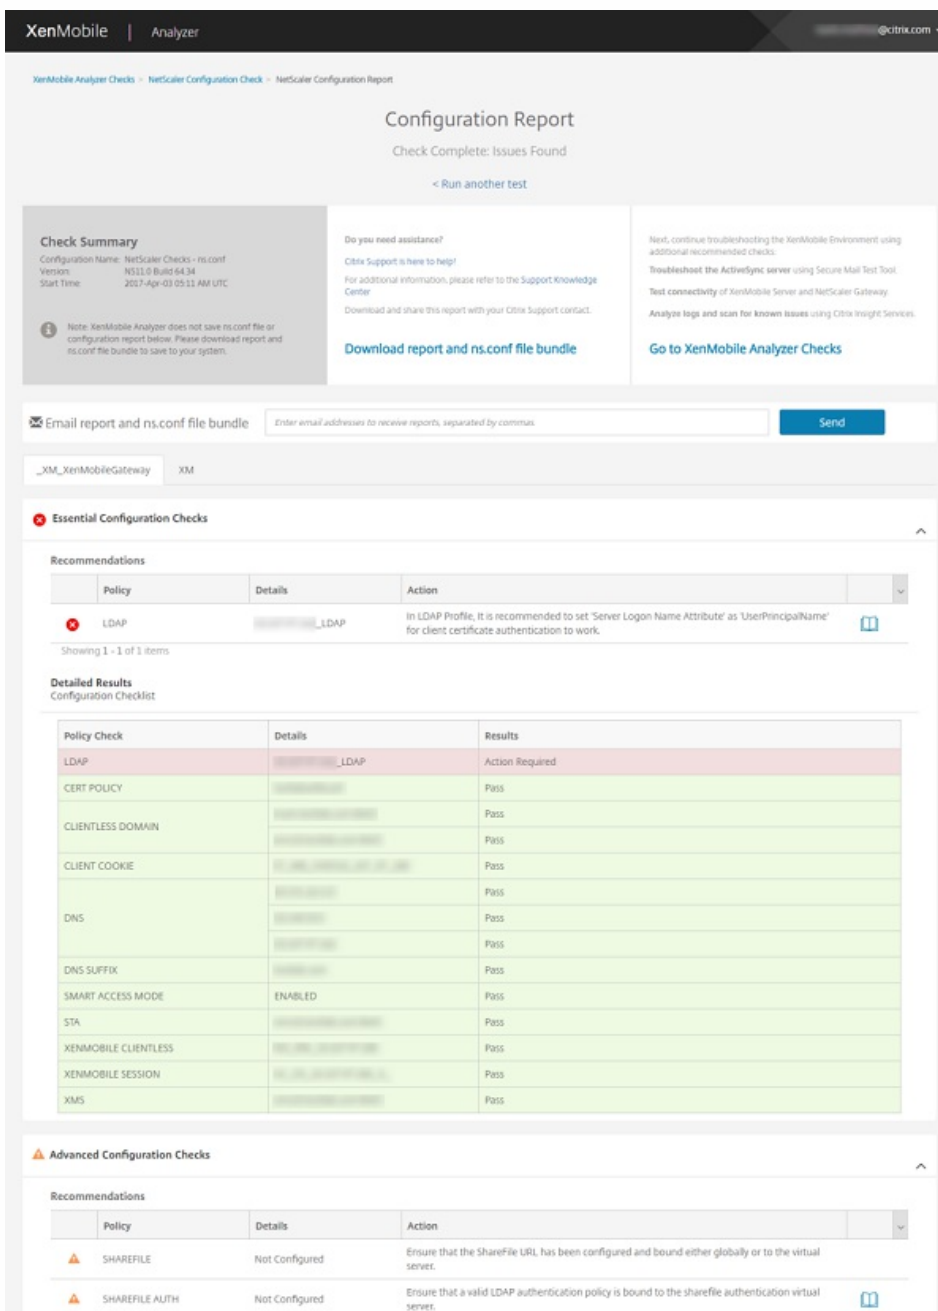 XenMobile | Analyzer
@citrix.com
XenMobile Analyzer Checks > NetScaler Configuration Check > NetScaler Configuration Report
Configuration Report
Check Complete: Issues Found
< Run another test
Check Summary
Configuration Name: NetScaler Checks - ns.conf
Version: NS11.0 Build 64.34
Start Time: 2017-Apr-03 05:11 AM UTC
Note: XenMobile Analyzer does not save ns.conf file or
configuration report below. Please download report and
ns.conf file bundle to save to your system.
Do you need assistance?
Citrix Support is here to help!
For additional information, please refer to the Support Knowledge
Center
Download and share this report with your Citrix Support contact.
Download report and ns.conf file bundle
Next, continue troubleshooting the XenMobile Environment using
additional recommended checks.
Troubleshoot the ActiveSync server using Secure Mail Test Tool.
Test connectivity of XenMobile Server and NetScaler Gateway.
Analyze logs and scan for known issues using Citrix Insight Services.
Go to XenMobile Analyzer Checks
Email report and ns.conf file bundle
Enter email addresses to receive reports, separated by commas
Send
_XM_XenMobileGateway XM
Essential Configuration Checks
Recommendations
Policy Details Action
LDAP _LDAP In LDAP Profile, It is recommended to set 'Server Logon Name Attribute' as 'UserPrincipalName'
for client certificate authentication to work.
Showing 1 - 1 of 1 items
Detailed Results
Configuration Checklist
Policy Check Details Results
LDAP _LDAP Action Required
CERT POLICY Pass
CLIENTLESS DOMAIN Pass
Pass
CLIENT COOKIE Pass
DNS Pass
Pass
Pass
DNS SUFFIX Pass
SMART ACCESS MODE ENABLED Pass
STA Pass
XENMOBILE CLIENTLESS Pass
XENMOBILE SESSION Pass
XMS Pass
Advanced Configuration Checks
Recommendations
Policy Details Action
SHAREFILE Not Configured Ensure that the ShareFile URL has been configured and bound either globally or to the virtual
server.
SHAREFILE AUTH Not Configured Ensure that a valid LDAP authentication policy is bound to the sharefile authentication virtual
server.